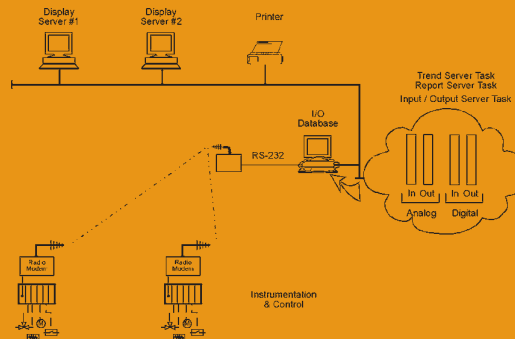 Display
Server #1
Display
Server #2
Printer
Trend Server Task
Report Server Task
Input / Output Server Task
I/O
Database
RS-232
In Out
In Out
Analog
Digital
Radio
Modem
Radio
Modem
Instrumentation
& Control
M
M